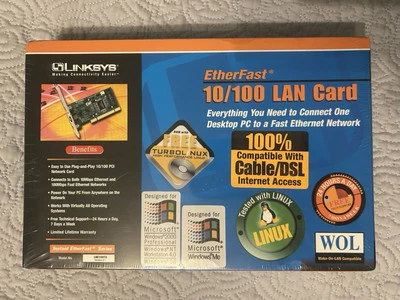 LINKSYS
Making Connectivity Easier
EtherFast®
10/100 LAN Card
Everything You Need to Connect One
Desktop PC to a Fast Ethernet Network
Benefits
Easy to Use Plug-and-Play 10/100 PCI
Network Card
Connects to Both 10Mbps Ethernet and
100Mbps Fast Ethernet Networks
Power On Your PC From Anywhere on the
Network
Works With Virtually All Operating
Systems
Free Technical Support—24 Hours a Day,
7 Days a Week
Limited Lifetime Warranty
Instant EtherFast™ Series
Model No.
TURBOLINUX
100%
Compatible With
Cable/DSL
Internet Access
Designed for
Microsoft®
Windows®2000
Professional
Windows NT®
Workstation 4.0
Designed for
Microsoft®
Windows®Me
Tested with LINUX
LINUX
WOL
Wake-On-LAN Compatible